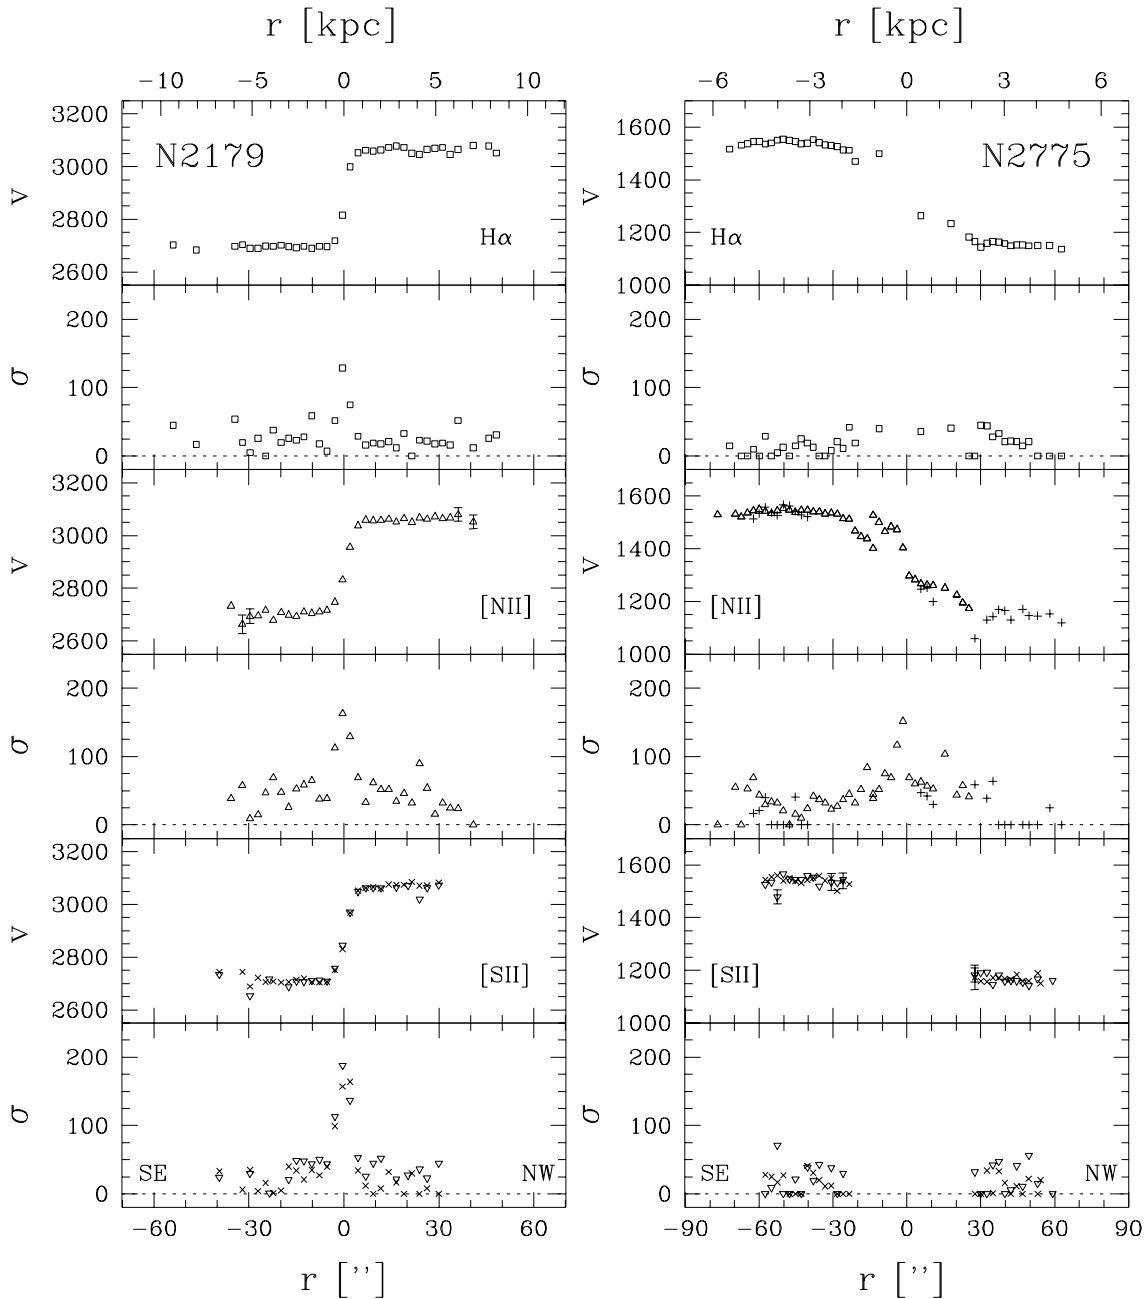 r [kpc] r [kpc]
−10 −5 0 5 10 −6 −3 0 3 6
3200 1600
N2179 N2775
v 3000 v 1400
2800 1200
Hα Hα
2600 1000
200 200
σ σ
100 100
0 0
3200 1600
v 3000 v 1400
2800 1200
[NII] [NII]
2600 1000
200 200
σ σ
100 100
0 0
3200 1600
v 3000 v 1400
2800 1200
[SII] [SII]
2600 1000
200 200
σ σ
100 100
SE NW SE NW
0 0
−60 −30 0 30 60 −90 −60 −30 0 30 60 90
r [’’] r [’’]